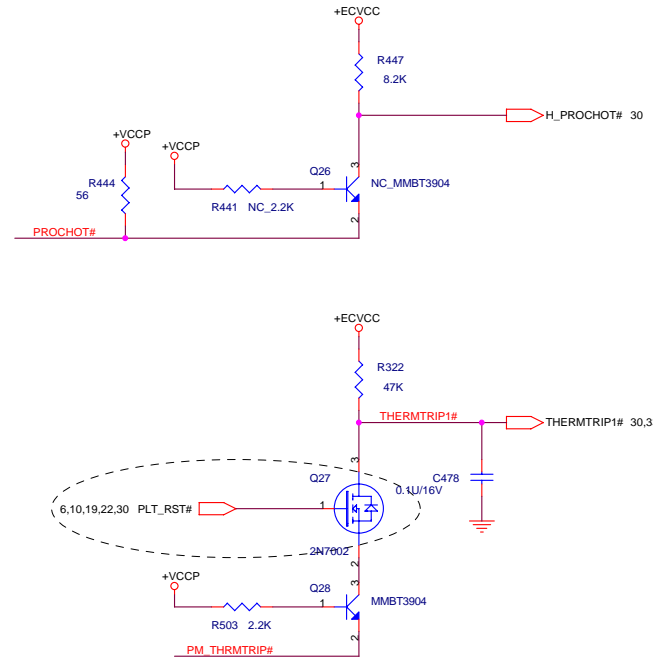 +ECVCC
R447
8.2K
H_PROCHOT# 30
+VCCP
+VCCP
R444
56
R441 NC_2.2K
Q26
1
3
NC_MMBT3904
2
PROCHOT#
+ECVCC
R322
47K
THERMTRIP1#
THERMTRIP1# 30,3
3
Q27
C478
0.1U/16V
6,10,19,22,30 PLT_RST#
1
2N7002
2
+VCCP
3
Q28
MMBT3904
1
R503 2.2K
2
PM_THRMTRIP#